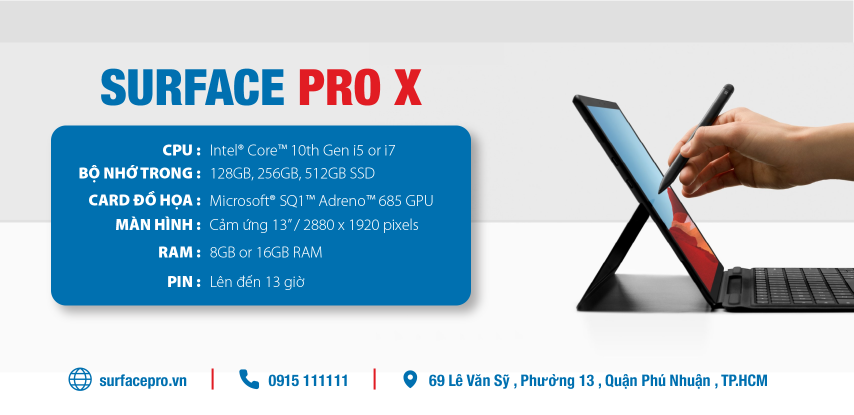 SURFACE PRO X
CPU : Intel® Core™ 10th Gen i5 or i7
BỘ NHỚ TRONG : 128GB, 256GB, 512GB SSD
CARD ĐỒ HỌA : Microsoft® SQ1™ Adreno™ 685 GPU
MÀN HÌNH : Cảm ứng 13” / 2880 x 1920 pixels
RAM : 8GB or 16GB RAM
PIN : Lên đến 13 giờ
surfacepro.vn | 0915 111111 | 69 Lê Văn Sỹ , Phường 13 , Quận Phú Nhuận , TP.HCM